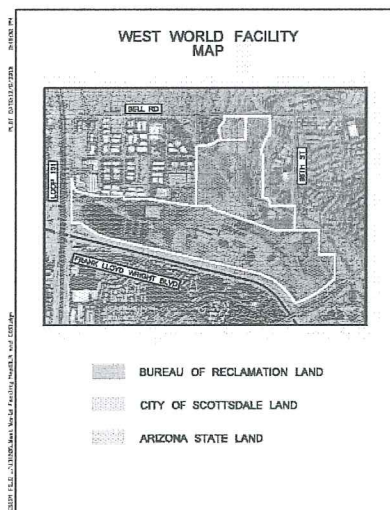 WEST WORLD FACILITY
MAP
BELL RD
LOOP 101
FRANK LLOYD WRIGHT BLVD
BUREAU OF RECLAMATION LAND
CITY OF SCOTTSDALE LAND
ARIZONA STATE LAND